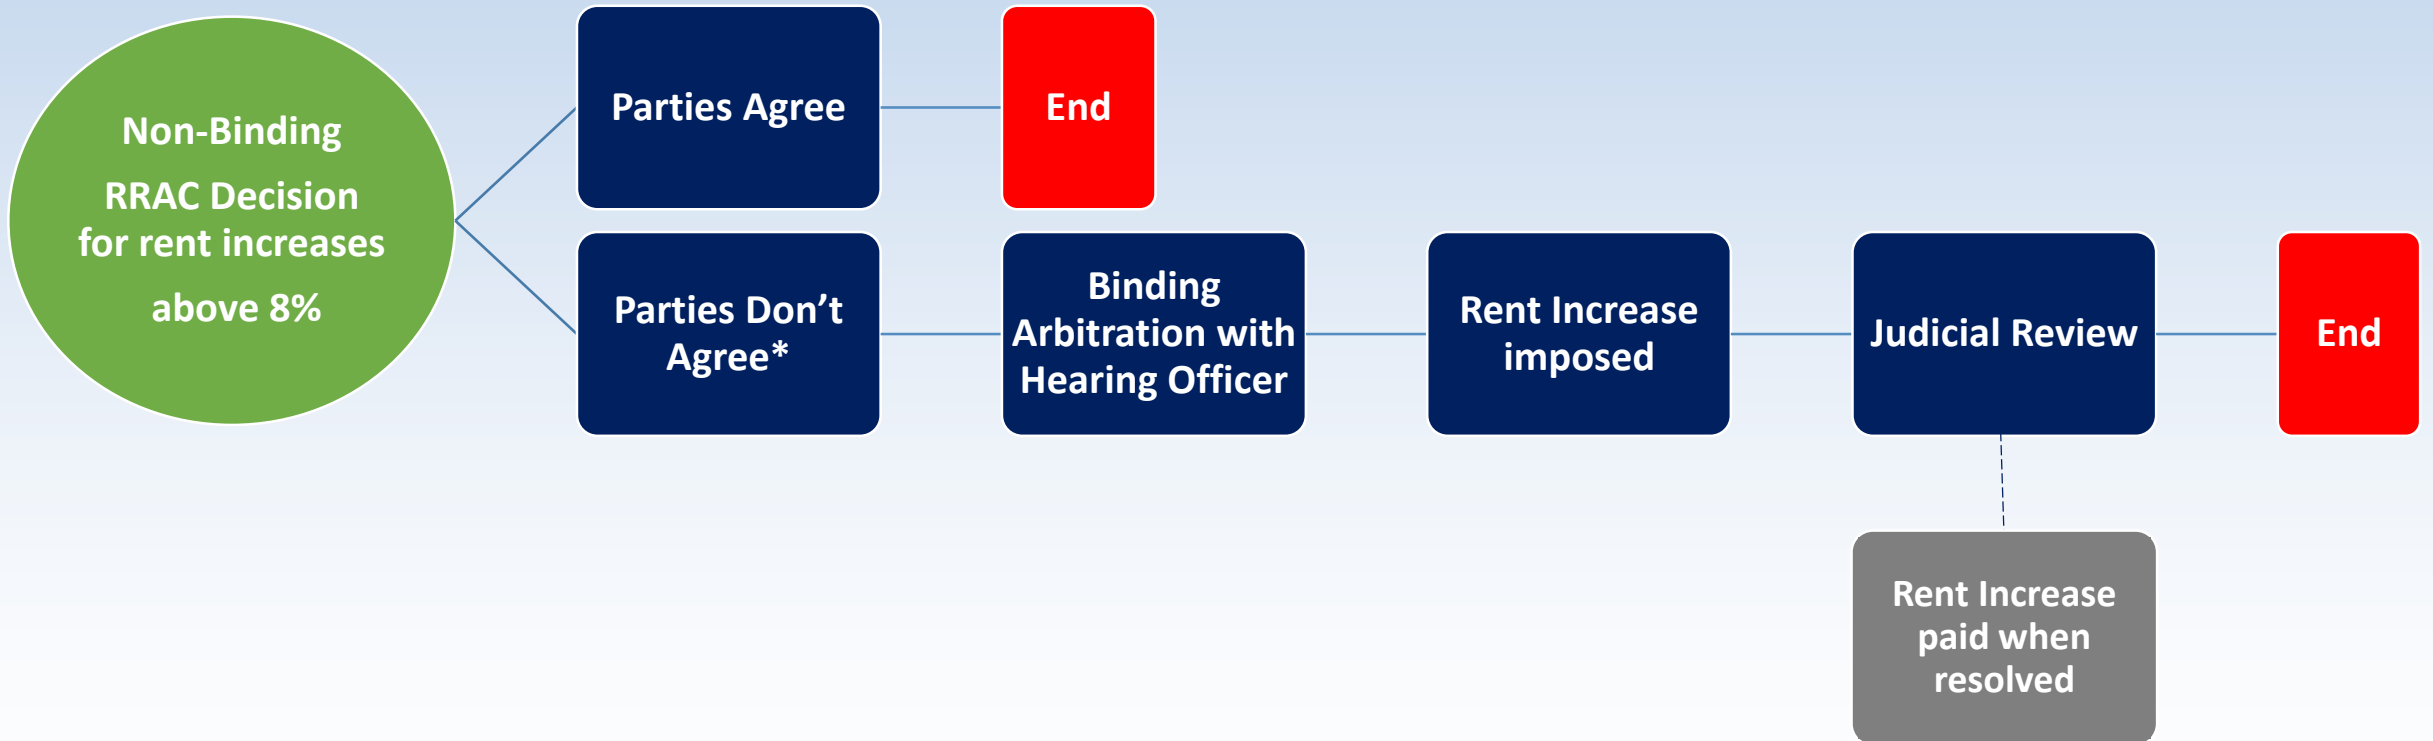 Non-Binding
RRAC Decision
for rent increases
above 8%
Parties Agree
End
Parties Don’t
Agree*
Binding
Arbitration with
Hearing Officer
Rent Increase
imposed
Judicial Review
End
Rent Increase
paid when
resolved